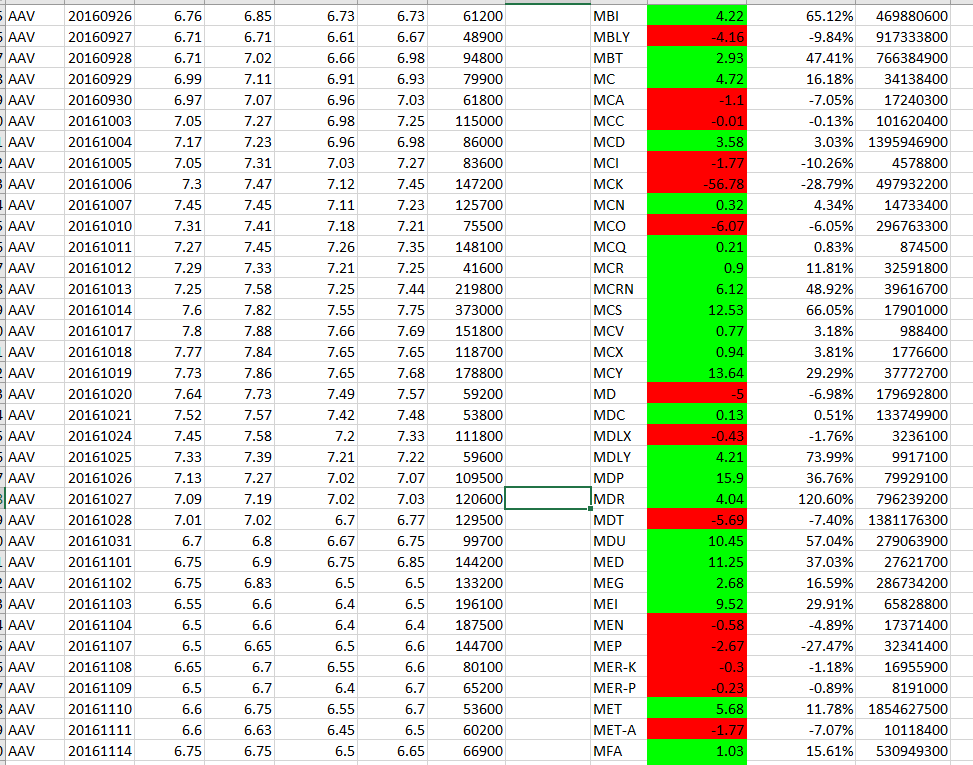 AAV 20160926 6.76 6.85 6.73 6.73 61200 MBI 4.22 65.12% 469880600
AAV 20160927 6.71 6.71 6.61 6.67 48900 MBLY -4.16 -9.84% 917333800
AAV 20160928 6.71 7.02 6.66 6.98 94800 MBT 2.93 47.41% 766384900
AAV 20160929 6.99 7.11 6.91 6.93 79900 MC 4.72 16.18% 34138400
AAV 20160930 6.97 7.07 6.96 7.03 61800 MCA -1.1 -7.05% 17240300
AAV 20161003 7.05 7.27 6.98 7.25 115000 MCC -0.01 -0.13% 101620400
AAV 20161004 7.17 7.23 6.96 6.98 86000 MCD 3.58 3.03% 1395946900
AAV 20161005 7.05 7.31 7.03 7.27 83600 MCI -1.77 -10.26% 4578800
AAV 20161006 7.3 7.47 7.12 7.45 147200 MCK -56.78 -28.79% 497932200
AAV 20161007 7.45 7.45 7.11 7.23 125700 MCN 0.32 4.34% 14733400
AAV 20161010 7.31 7.41 7.18 7.21 75500 MCO -6.07 -6.05% 296763300
AAV 20161011 7.27 7.45 7.26 7.35 148100 MCQ 0.21 0.83% 874500
AAV 20161012 7.29 7.33 7.21 7.25 41600 MCR 0.9 11.81% 32591800
AAV 20161013 7.25 7.58 7.25 7.44 219800 MCRN 6.12 48.92% 39616700
AAV 20161014 7.6 7.82 7.55 7.75 373000 MCS 12.53 66.05% 17901000
AAV 20161017 7.8 7.88 7.66 7.69 151800 MCV 0.77 3.18% 988400
AAV 20161018 7.77 7.84 7.65 7.65 118700 MCX 0.94 3.81% 1776600
AAV 20161019 7.73 7.86 7.65 7.68 178800 MCY 13.64 29.29% 37772700
AAV 20161020 7.64 7.73 7.49 7.57 59200 MD -5 -6.98% 179692800
AAV 20161021 7.52 7.57 7.42 7.48 53800 MDC 0.13 0.51% 133749900
AAV 20161024 7.45 7.58 7.2 7.33 111800 MDLX -0.43 -1.76% 3236100
AAV 20161025 7.33 7.39 7.21 7.22 59600 MDLY 4.21 73.99% 9917100
AAV 20161026 7.13 7.27 7.02 7.07 109500 MDP 15.9 36.76% 79929100
AAV 20161027 7.09 7.19 7.02 7.03 120600 MDR 4.04 120.60% 796239200
AAV 20161028 7.01 7.02 6.7 6.77 129500 MDT -5.69 -7.40% 1381176300
AAV 20161031 6.7 6.8 6.67 6.75 99700 MDU 10.45 57.04% 279063900
AAV 20161101 6.75 6.9 6.75 6.85 144200 MED 11.25 37.03% 27621700
AAV 20161102 6.75 6.83 6.5 6.5 133200 MEG 2.68 16.59% 286734200
AAV 20161103 6.55 6.6 6.4 6.5 196100 MEI 9.52 29.91% 65828800
AAV 20161104 6.5 6.6 6.4 6.4 187500 MEN -0.58 -4.89% 17371400
AAV 20161107 6.5 6.65 6.5 6.6 144700 MEP -2.67 -27.47% 32341400
AAV 20161108 6.65 6.7 6.55 6.6 80100 MER-K -0.3 -1.18% 16955900
AAV 20161109 6.5 6.7 6.4 6.7 65200 MER-P -0.23 -0.89% 8191000
AAV 20161110 6.6 6.75 6.55 6.7 53600 MET 5.68 11.78% 1854627500
AAV 20161111 6.6 6.63 6.45 6.5 60200 MET-A -1.77 -7.07% 10118400
AAV 20161114 6.75 6.75 6.5 6.65 66900 MFA 1.03 15.61% 530949300